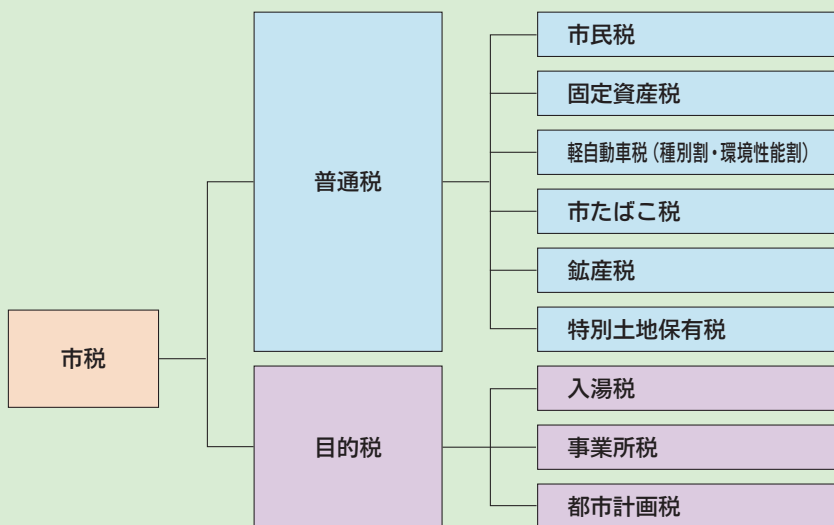 市税
普通税
市民税
固定資産税
軽自動車税（種別割・環境性能割）
市たばこ税
鉱産税
特別土地保有税
目的税
入湯税
事業所税
都市計画税